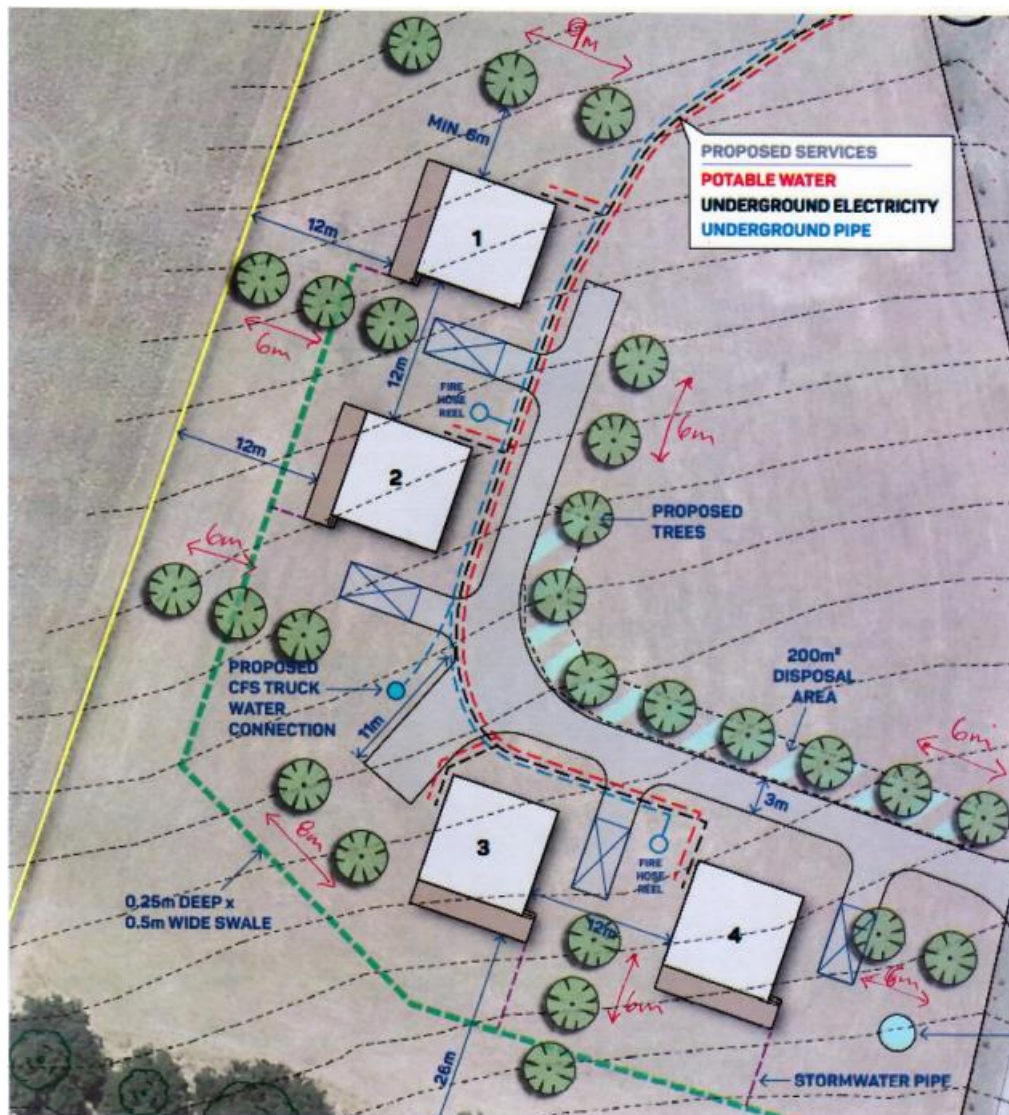 9m
MIN. 6m
PROPOSED SERVICES
POTABLE WATER
UNDERGROUND ELECTRICITY
UNDERGROUND PIPE
1
12m
6m
12m
FIRE
HOSE
REEL
6m
2
12m
PROPOSED
TREES
6m
PROPOSED
CFS TRUCK
WATER
CONNECTION
11m
200m²
DISPOSAL
AREA
6m
3m
8m
3
FIRE
HOSE
REEL
0.25m DEEP x
0.5m WIDE SWALE
12m
4
6m
6m
26m
STORMWATER PIPE